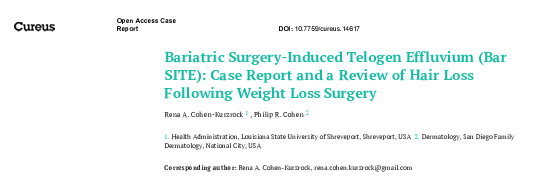 Cureus
Open Access Case
Report
DOI: 10.7759/cureus.14617
Bariatric Surgery-Induced Telogen Effluvium (Bar
SITE): Case Report and a Review of Hair Loss
Following Weight Loss Surgery
Rena A. Cohen-Kurzrock 1 , Philip R. Cohen 2
1. Health Administration, Louisiana State University of Shreveport, Shreveport, USA 2. Dermatology, San Diego Family
Dermatology, National City, USA
Corresponding author: Rena A. Cohen-Kurzrock, rena.cohen.kurzrock@gmail.com